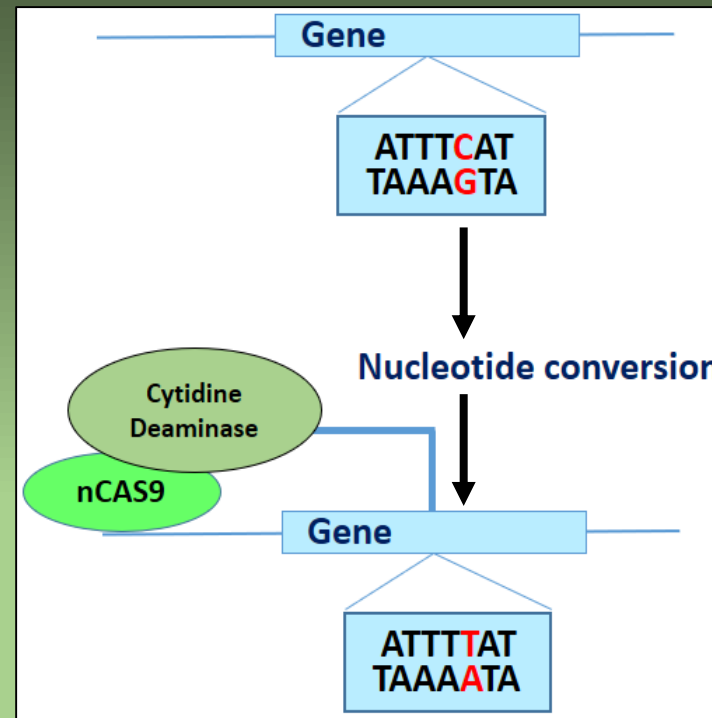 Gene
ATTTCAT
TAAAGTA
Nucleotide conversion
Cytidine
Deaminase
nCAS9
Gene
ATTTTAT
TAAAATA